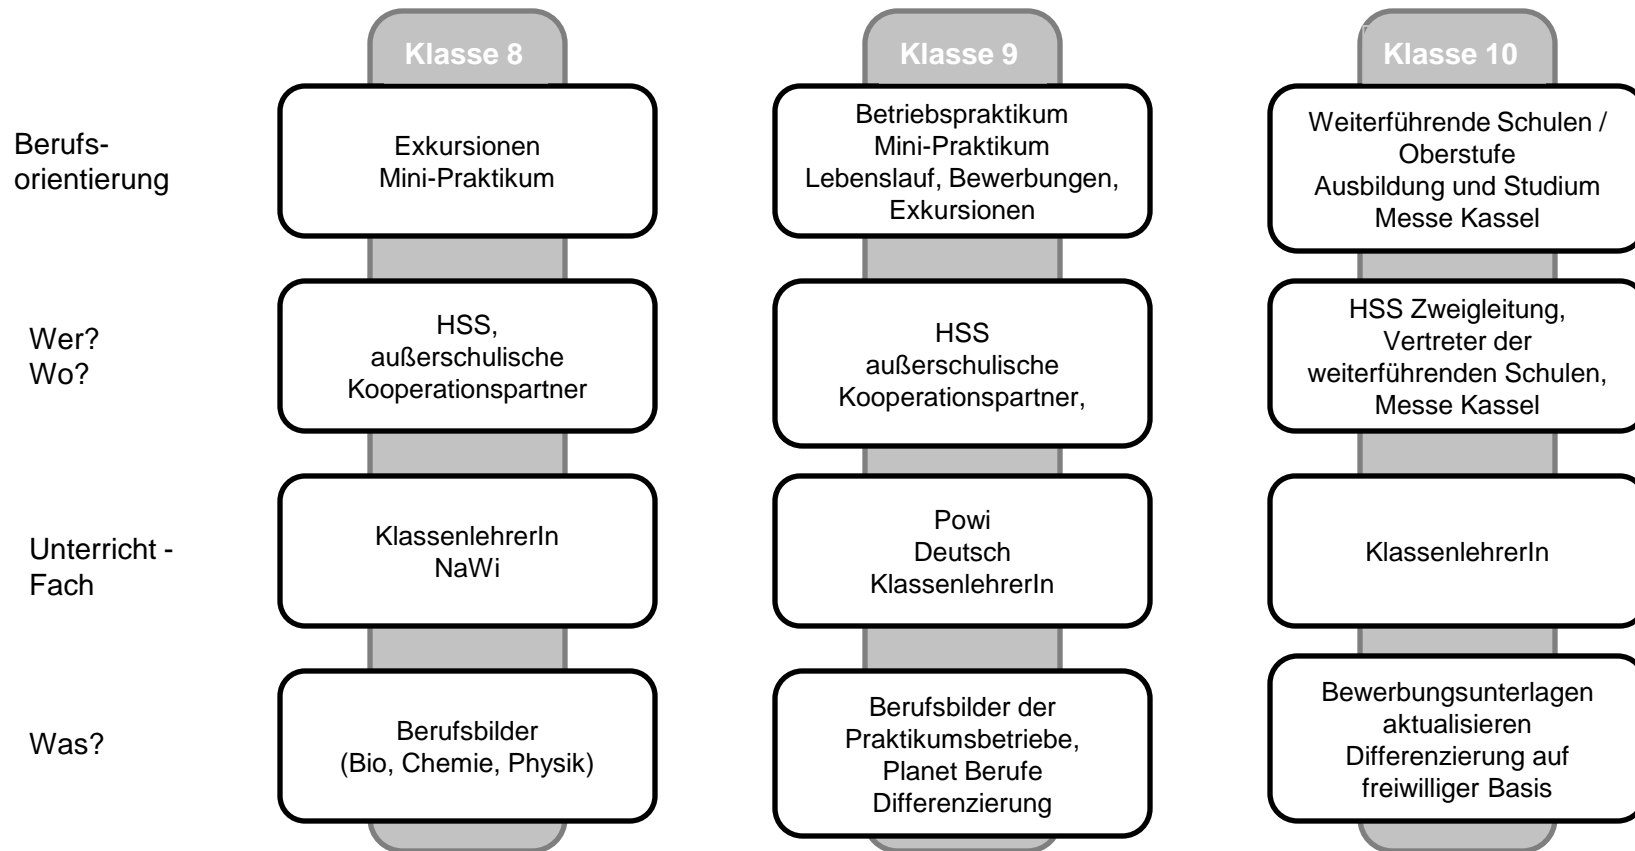 Klasse 8
Klasse 9
Klasse 10
Berufs-
orientierung
Exkursionen
Mini-Praktikum
Betriebspraktikum
Mini-Praktikum
Lebenslauf, Bewerbungen,
Exkursionen
Weiterführende Schulen /
Oberstufe
Ausbildung und Studium
Messe Kassel
Wer?
Wo?
HSS,
außerschulische
Kooperationspartner
HSS
außerschulische
Kooperationspartner,
HSS Zweigleitung,
Vertreter der
weiterführenden Schulen,
Messe Kassel
Unterricht -
Fach
KlassenlehrerIn
NaWi
Powi
Deutsch
KlassenlehrerIn
KlassenlehrerIn
Was?
Berufsbilder
(Bio, Chemie, Physik)
Berufsbilder der
Praktikumsbetriebe,
Planet Berufe
Differenzierung
Bewerbungsunterlagen
aktualisieren
Differenzierung auf
freiwilliger Basis